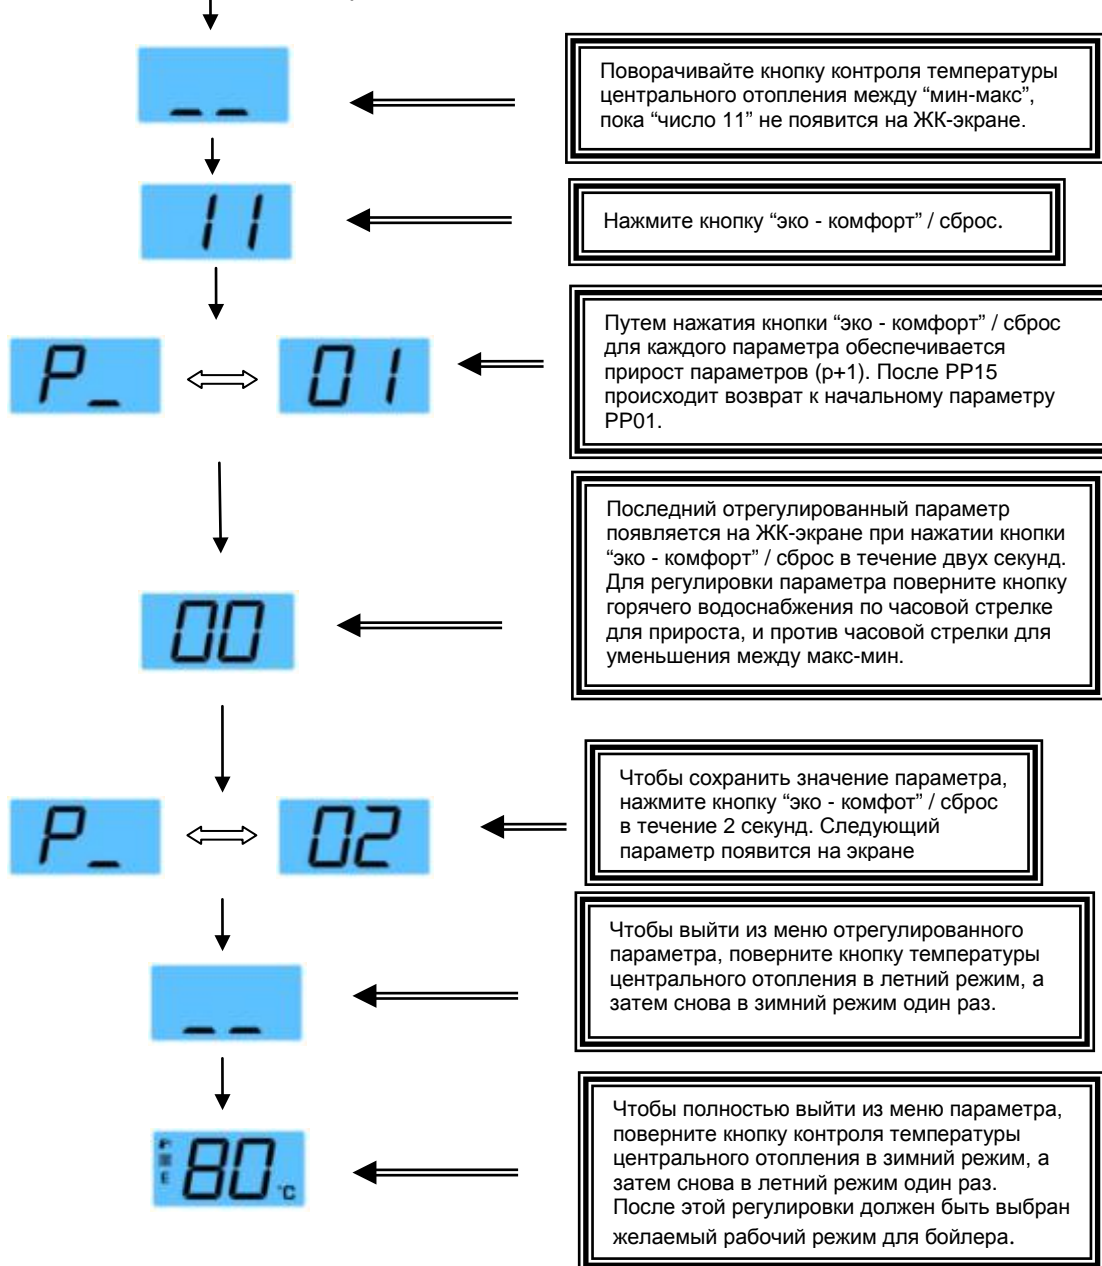 _ _
Поворачивайте кнопку контроля температуры
центрального отопления между “мин-макс”,
пока “число 11” не появится на ЖК-экране.
11
Нажмите кнопку “эко - комфорт” / сброс.
P_
01
Путем нажатия кнопки “эко - комфорт” / сброс
для каждого параметра обеспечивается
прирост параметров (р+1). После PP15
происходит возврат к начальному параметру
PP01.
00
Последний отрегулированный параметр
появляется на ЖК-экране при нажатии кнопки
“эко - комфорт” / сброс в течение двух секунд.
Для регулировки параметра поверните кнопку
горячего водоснабжения по часовой стрелке
для прироста, и против часовой стрелки для
уменьшения между макс-мин.
P_
02
Чтобы сохранить значение параметра,
нажмите кнопку “эко - комфот” / сброс
в течение 2 секунд. Следующий
параметр появится на экране
_ _
Чтобы выйти из меню отрегулированного
параметра, поверните кнопку температуры
центрального отопления в летний режим, а
затем снова в зимний режим один раз.
E 80 °C
Чтобы полностью выйти из меню параметра,
поверните кнопку контроля температуры
центрального отопления в зимний режим, а
затем снова в летний режим один раз.
После этой регулировки должен быть выбран
желаемый рабочий режим для бойлера.